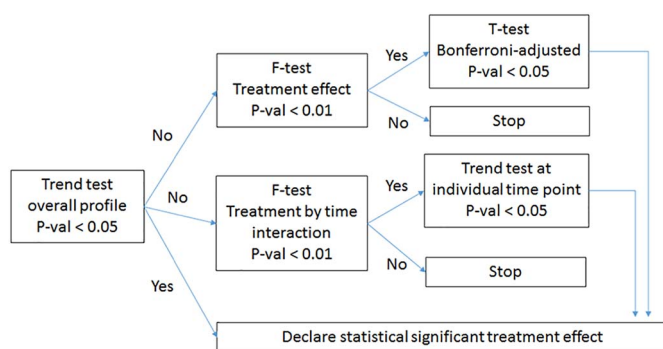 T-test
Bonferroni-adjusted
P-val < 0.05
Yes
F-test
Treatment effect
P-val < 0.01
No
Stop
No
Trend test
overall profile
P-val < 0.05
No
F-test
Treatment by time
interaction
P-val < 0.01
Yes
Trend test at
individual time point
P-val < 0.05
No
Stop
Yes
Declare statistical significant treatment effect